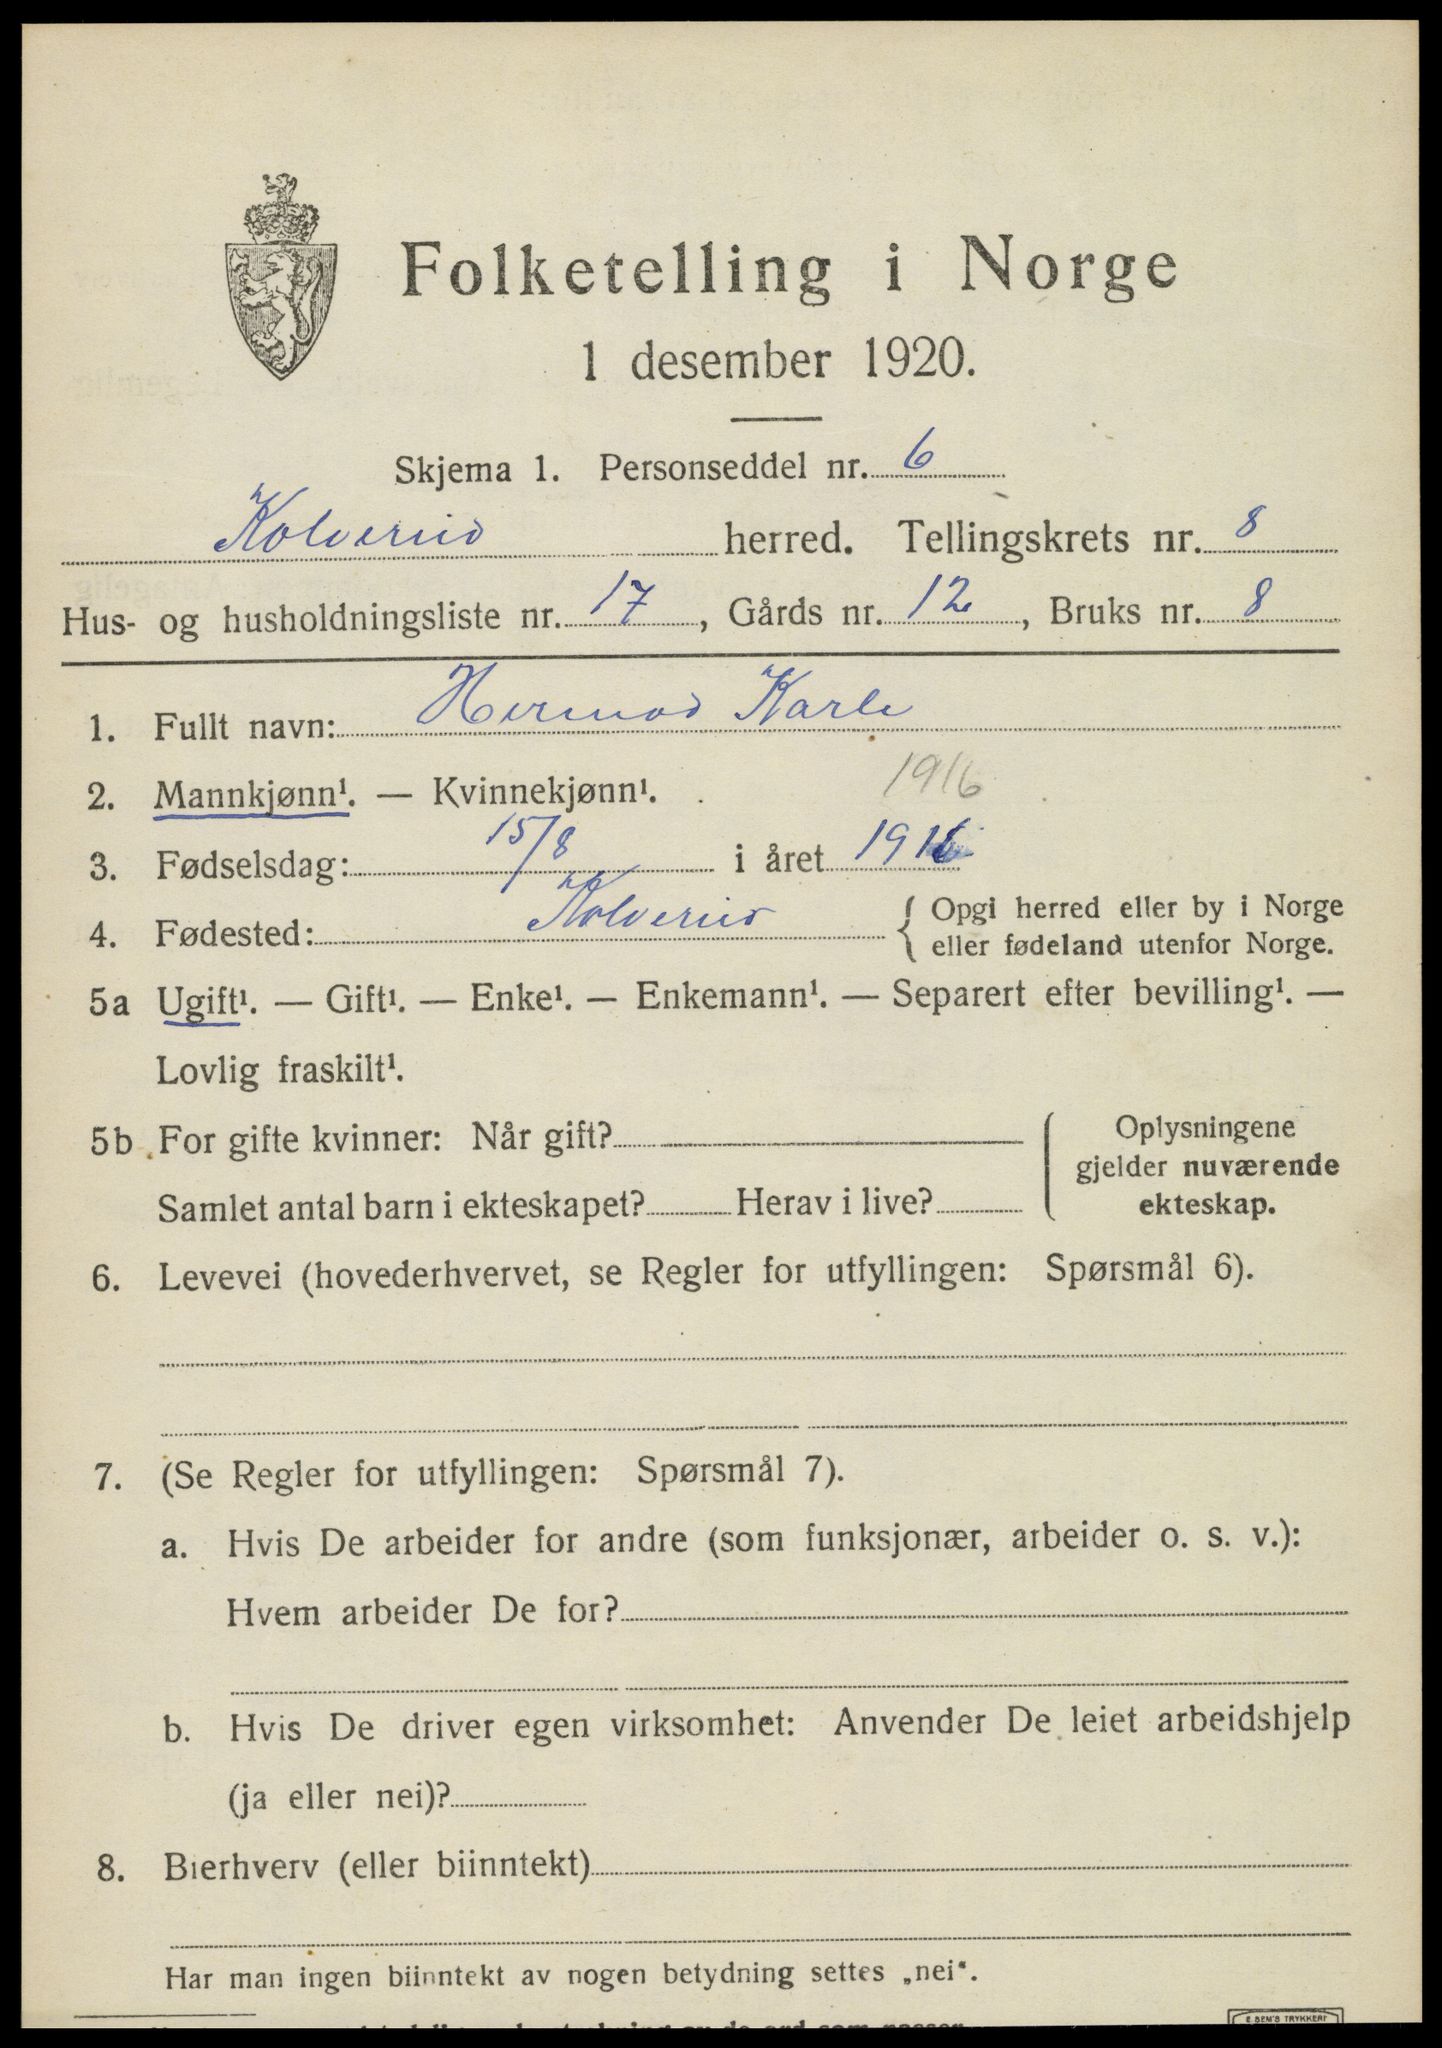 Folketelling i Norge
1 desember 1920.
Skjema 1. Personseddel nr. 6
Kolvereid herred. Tellingskrets nr. 8
Hus- og husholdningsliste nr. 17, Gårds nr. 12, Bruks nr. 8
1. Fullt navn: Hermod Karle
1916
2. Mannkjønn¹. — Kvinnekjønn¹.
3. Fødselsdag: 15/8 i året 1916
4. Fødested: Kolvereid { Opgi herred eller by i Norge
eller fødeland utenfor Norge.
5a Ugift¹. — Gift¹. — Enke¹. — Enkemann¹. — Separert efter bevilling¹. —
Lovlig fraskilt¹.
5b For gifte kvinner: Når gift?
Samlet antal barn i ekteskapet? Herav i live?
Oplysningene
gjelder nuværende
ekteskap.
6. Levevei (hovederhvervet, se Regler for utfyllingen: Spørsmål 6).
7. (Se Regler for utfyllingen: Spørsmål 7).
a. Hvis De arbeider for andre (som funksjonær, arbeider o. s. v.):
Hvem arbeider De for?
b. Hvis De driver egen virksomhet: Anvender De leiet arbeidshjelp
(ja eller nei)?
8. Bierhverv (eller biinntekt)
Har man ingen biinntekt av nogen betydning settes „nei“.
E. SEM'S TRYKKERI